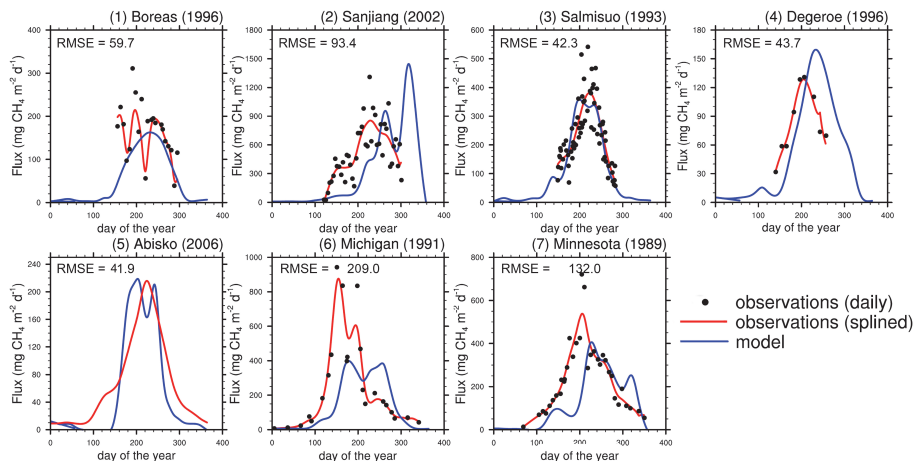 (1) Boreas (1996)
RMSE = 59.7
Flux (mg CH4 m-2 d-1)
400
300
200
100
0
0 100 200 300 400
day of the year
(2) Sanjiang (2002)
RMSE = 93.4
Flux (mg CH4 m-2 d-1)
1800
1500
1200
900
600
300
0
0 100 200 300 400
day of the year
(3) Salmisuo (1993)
RMSE = 42.3
Flux (mg CH4 m-2 d-1)
600
500
400
300
200
100
0
0 100 200 300 400
day of the year
(4) Degeroe (1996)
RMSE = 43.7
Flux (mg CH4 m-2 d-1)
180
150
120
90
60
30
0
0 100 200 300 400
day of the year
(5) Abisko (2006)
RMSE = 41.9
Flux (mg CH4 m-2 d-1)
240
200
160
120
80
40
0
0 100 200 300 400
day of the year
(6) Michigan (1991)
RMSE = 209.0
Flux (mg CH4 m-2 d-1)
1000
800
600
400
200
0
0 100 200 300 400
day of the year
(7) Minnesota (1989)
RMSE = 132.0
Flux (mg CH4 m-2 d-1)
800
600
400
200
0
0 100 200 300 400
day of the year
observations (daily)
observations (splined)
model